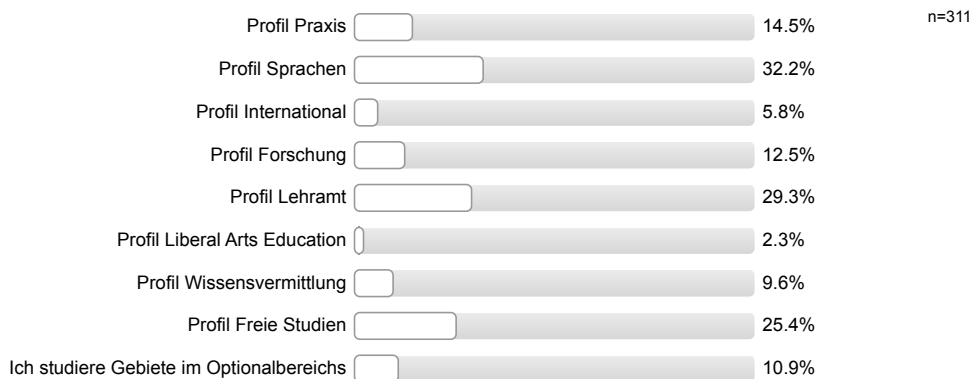 Profil Praxis 14.5% n=311
Profil Sprachen 32.2%
Profil International 5.8%
Profil Forschung 12.5%
Profil Lehramt 29.3%
Profil Liberal Arts Education 2.3%
Profil Wissensvermittlung 9.6%
Profil Freie Studien 25.4%
Ich studiere Gebiete im Optionalbereichs 10.9%